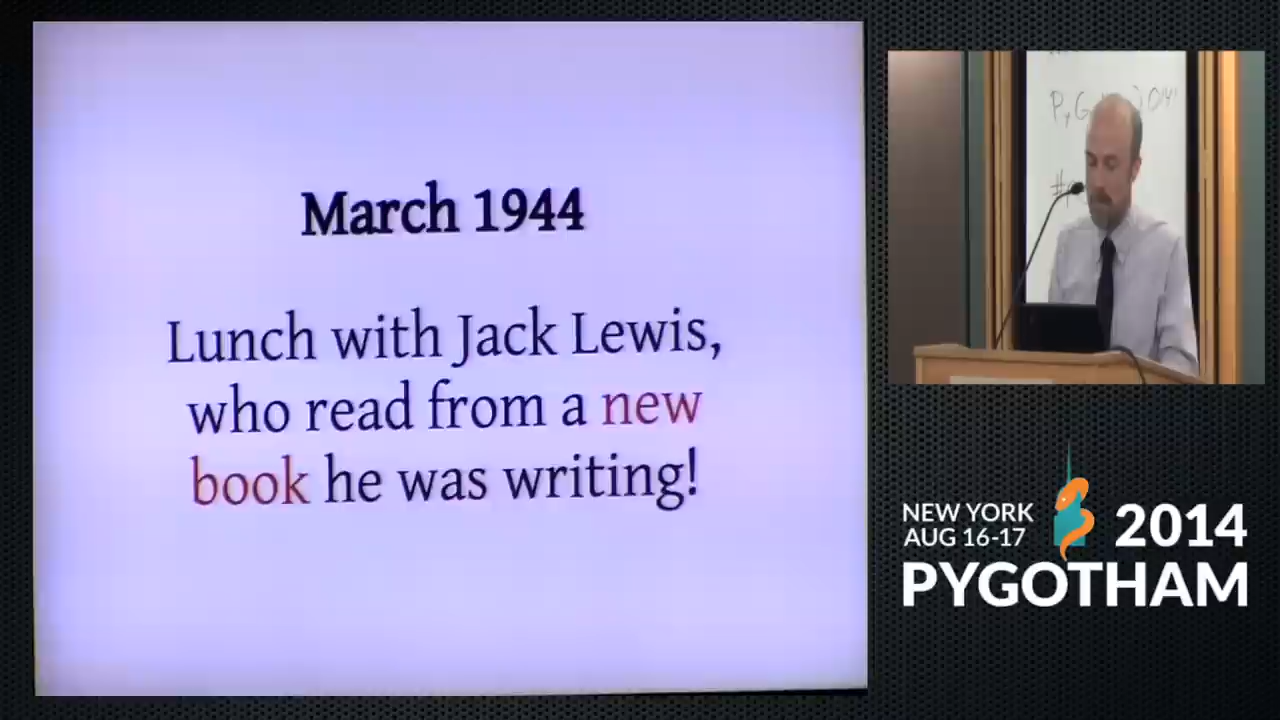 March 1944
Lunch with Jack Lewis,
who read from a new
book he was writing!
NEW YORK
AUG 16-17
2014
PYGOTHAM